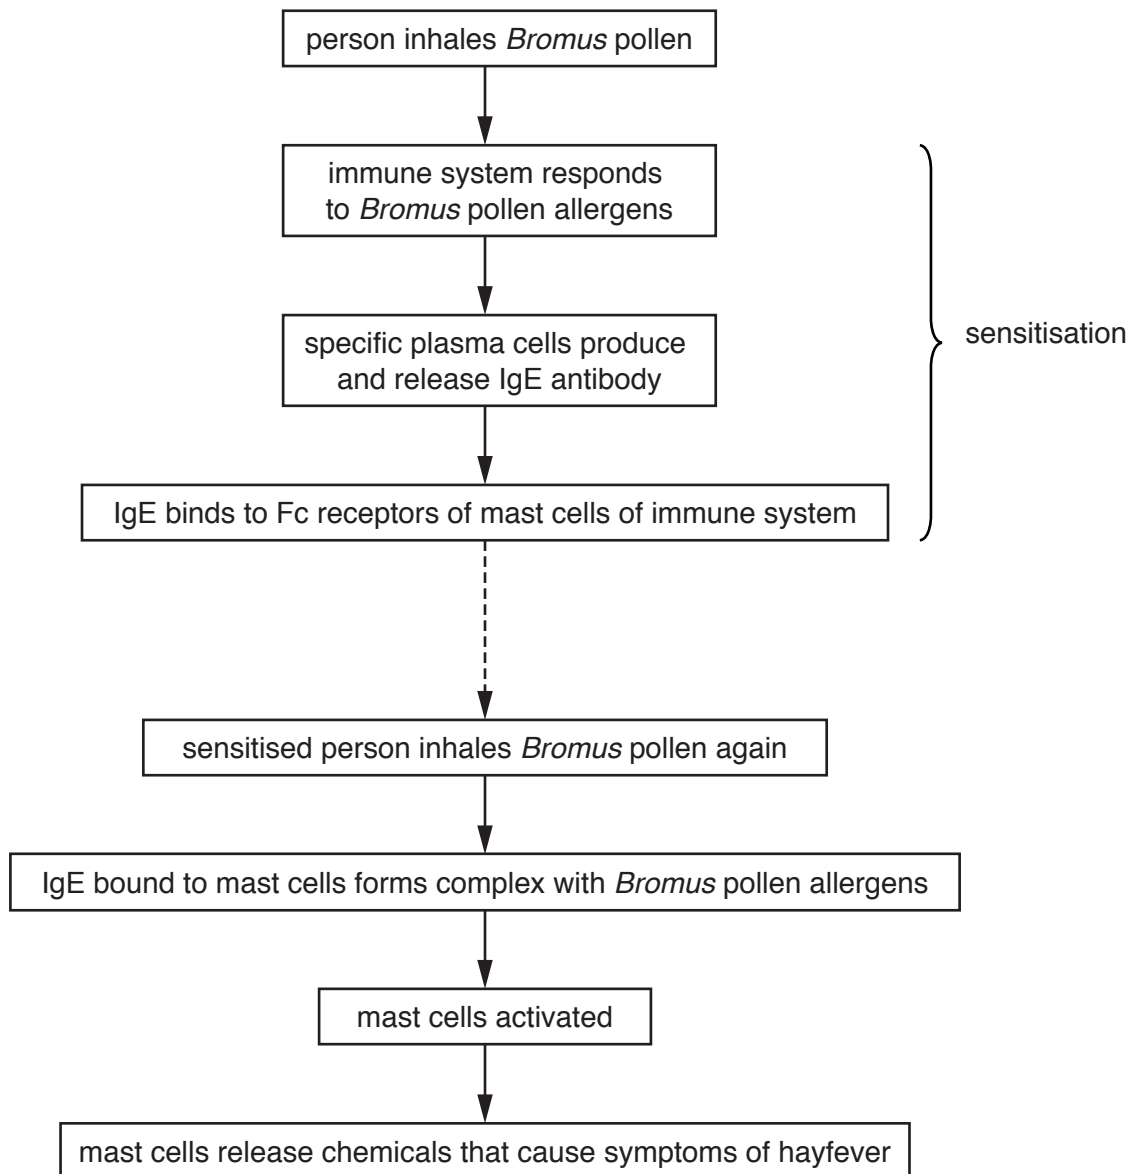 person inhales Bromus pollen
immune system responds
to Bromus pollen allergens
specific plasma cells produce
and release IgE antibody
sensitisation
IgE binds to Fc receptors of mast cells of immune system
sensitised person inhales Bromus pollen again
IgE bound to mast cells forms complex with Bromus pollen allergens
mast cells activated
mast cells release chemicals that cause symptoms of hayfever